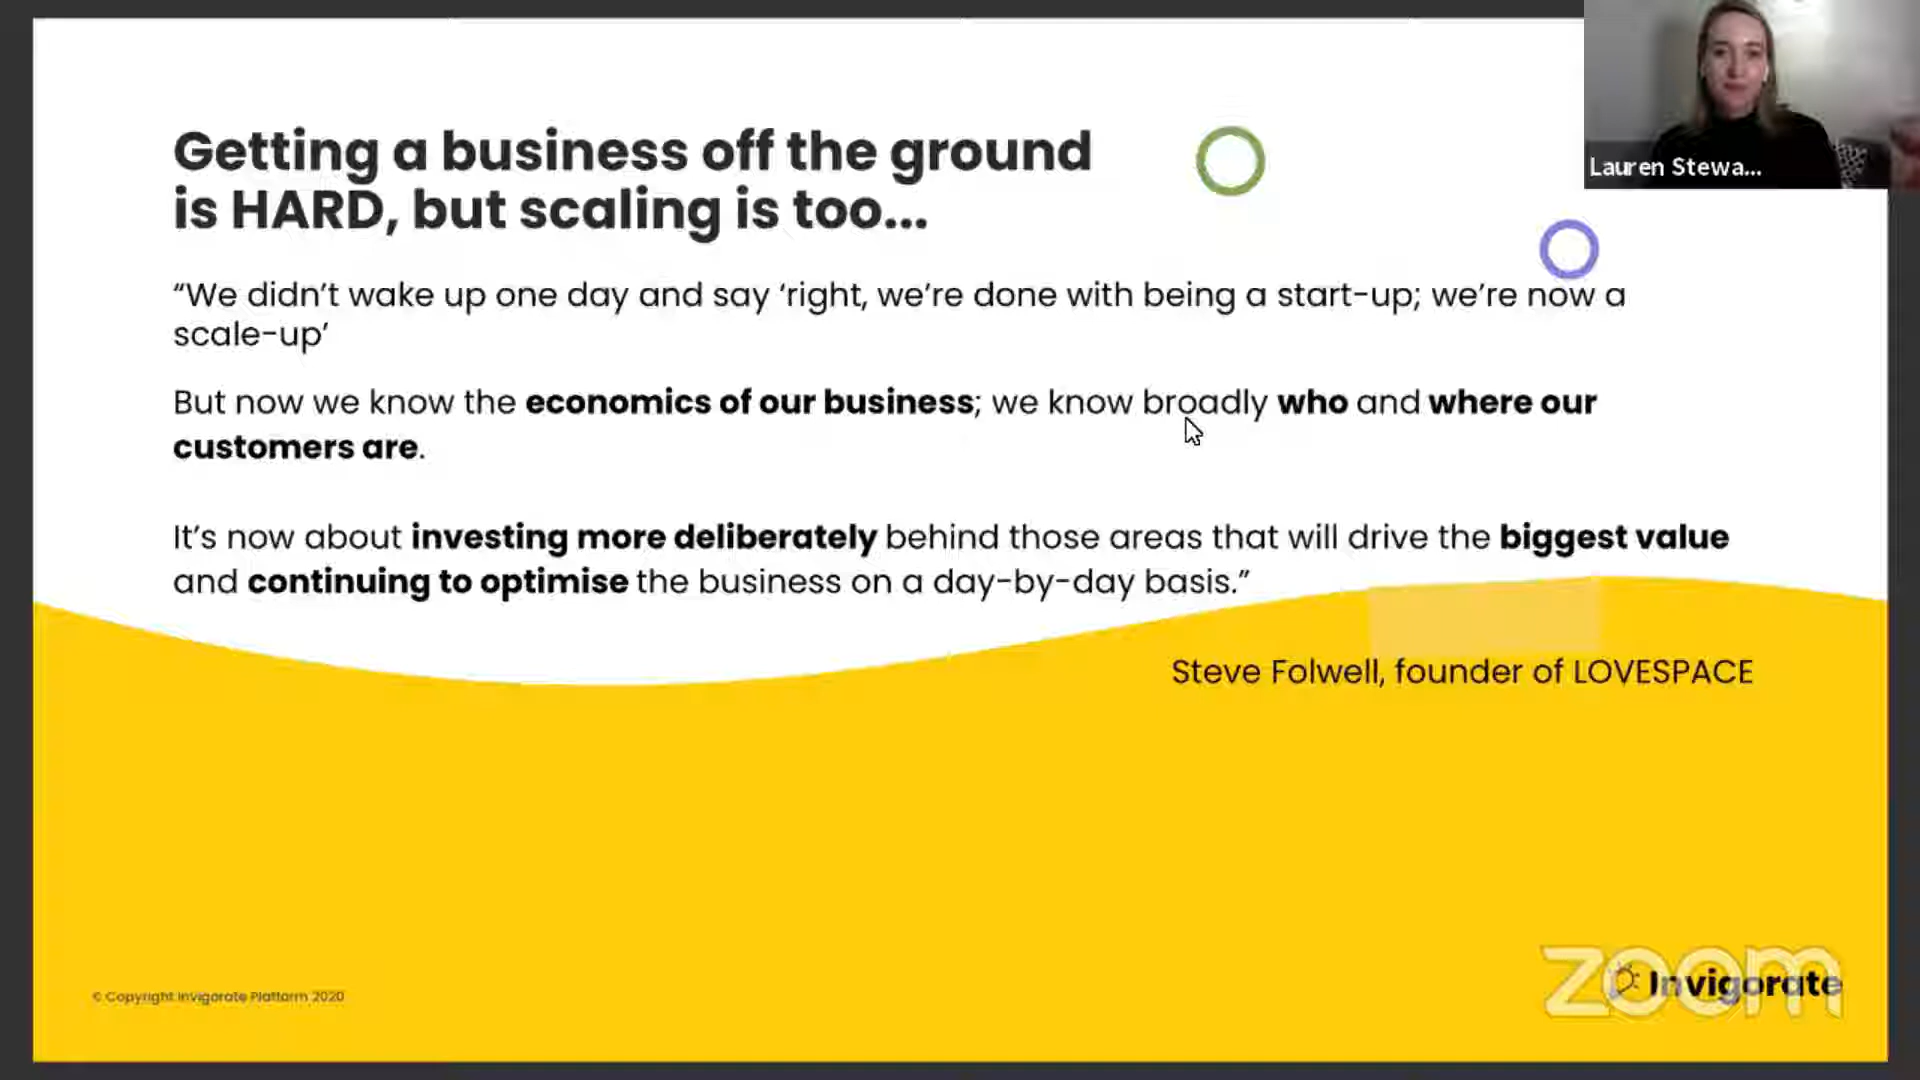 Getting a business off the ground
is HARD, but scaling is too...
“We didn’t wake up one day and say ‘right, we’re done with being a start-up; we’re now a
scale-up’
But now we know the economics of our business; we know broadly who and where our
customers are.
It’s now about investing more deliberately behind those areas that will drive the biggest value
and continuing to optimise the business on a day-by-day basis.”
Steve Folwell, founder of LOVESPACE
Lauren Stewa...
© Copyright Invigorate Platform 2020
zoom
Invigorate